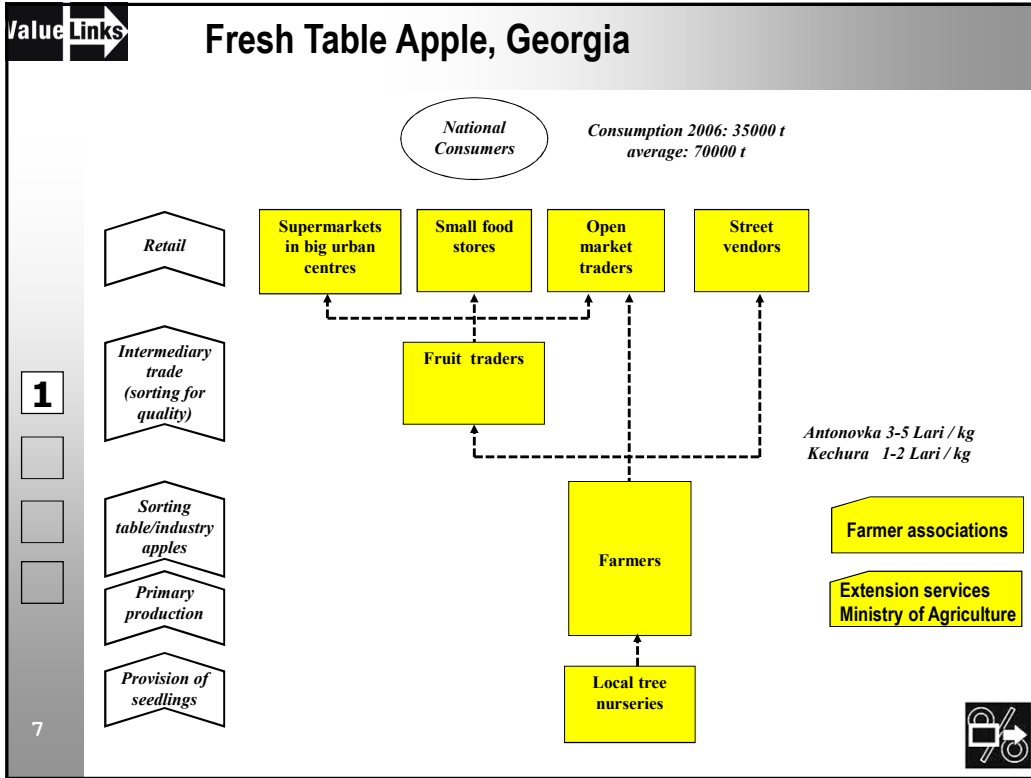 Value Links
Fresh Table Apple, Georgia
National
Consumers
Consumption 2006: 35000 t
average: 70000 t
Retail
Supermarkets
in big urban
centres
Small food
stores
Open
market
traders
Street
vendors
Intermediary
trade
(sorting for
quality)
Fruit traders
1
Antonovka 3-5 Lari / kg
Kechura 1-2 Lari / kg
Sorting
table/industry
apples
Farmers
Farmer associations
Primary
production
Extension services
Ministry of Agriculture
Provision of
seedlings
Local tree
nurseries
7